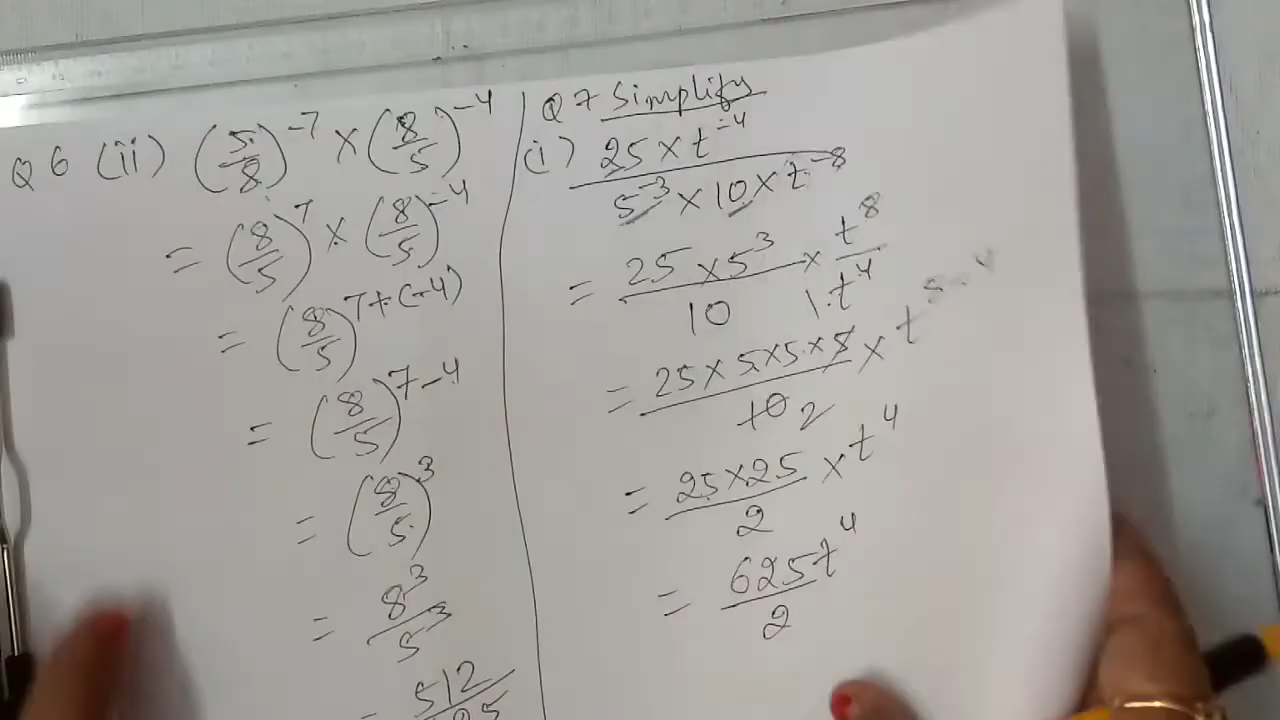 Q 6 (ii) (5/8)^-7 × (8/5)^-4
= (8/5)^7 × (8/5)^-4
= (8/5)^7+(-4)
= (8/5)^7-4
= (8/5)^3
= 8^3/5^3
= 512/
Q 7 Simplify
(i) 25 × t^-4 / 5^-3 × 10 × t^-8
= 25 × 5^3 / 10 × t^8 / 1. t^4
= 25 × 5 × 5 × 5 / 10 2 × t^8-4
= 25 × 25 / 2 × t^4
= 625 t^4 / 2